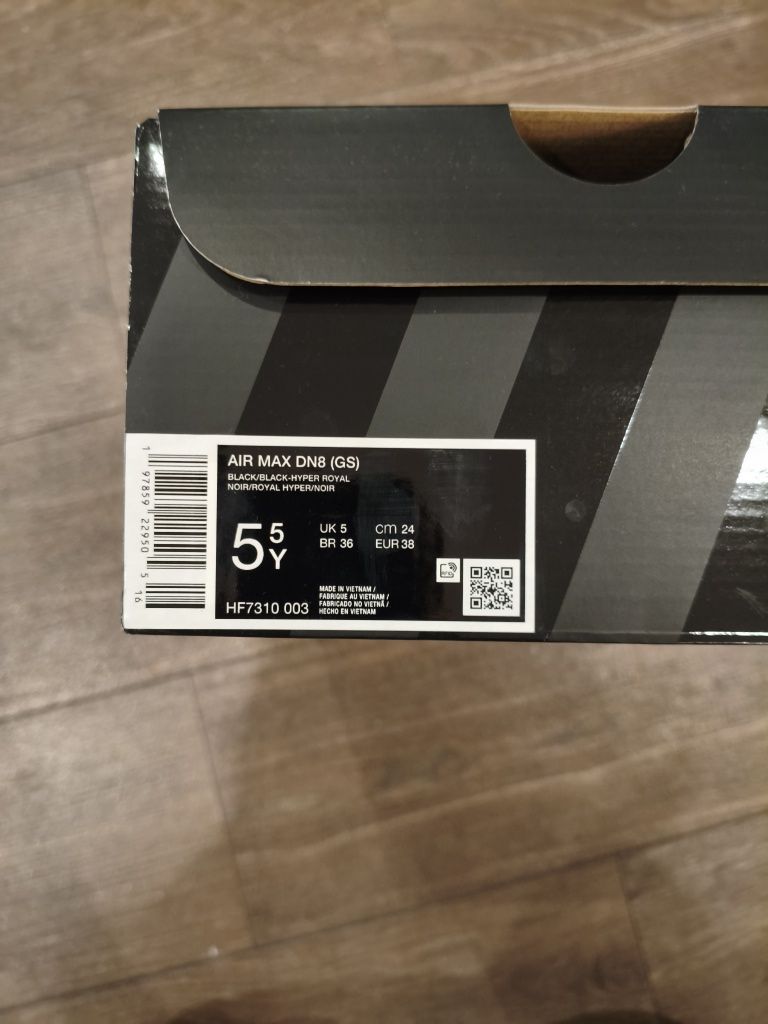 AIR MAX DN8 (GS)
BLACK/BLACK-HYPER ROYAL
NOIR/ROYAL HYPER/NOIR
5 5Y
UK 5
BR 36
cm 24
EUR 38
RFID
MADE IN VIETNAM /
FABRIQUE AU VIETNAM /
FABRICADO NO VIETNÃ /
HECHO EN VIETNAM
HF7310 003
1 97859 22950 5 16